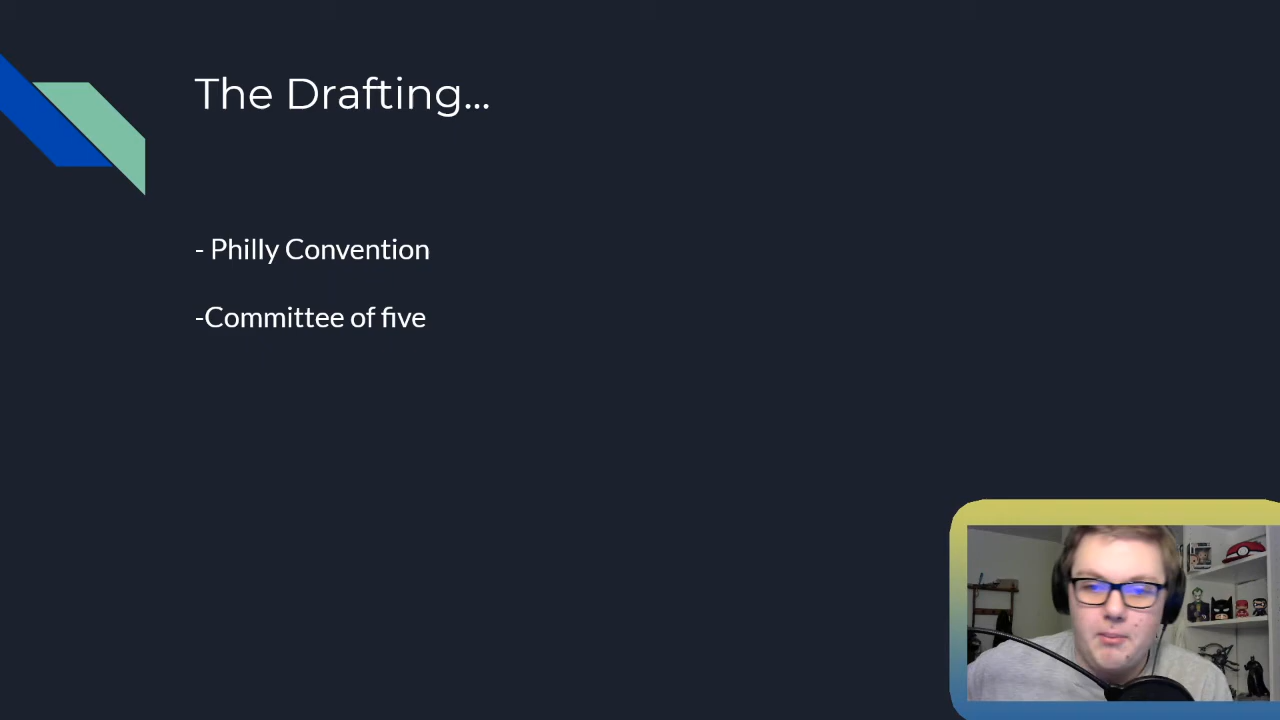 The Drafting...
- Philly Convention
-Committee of five